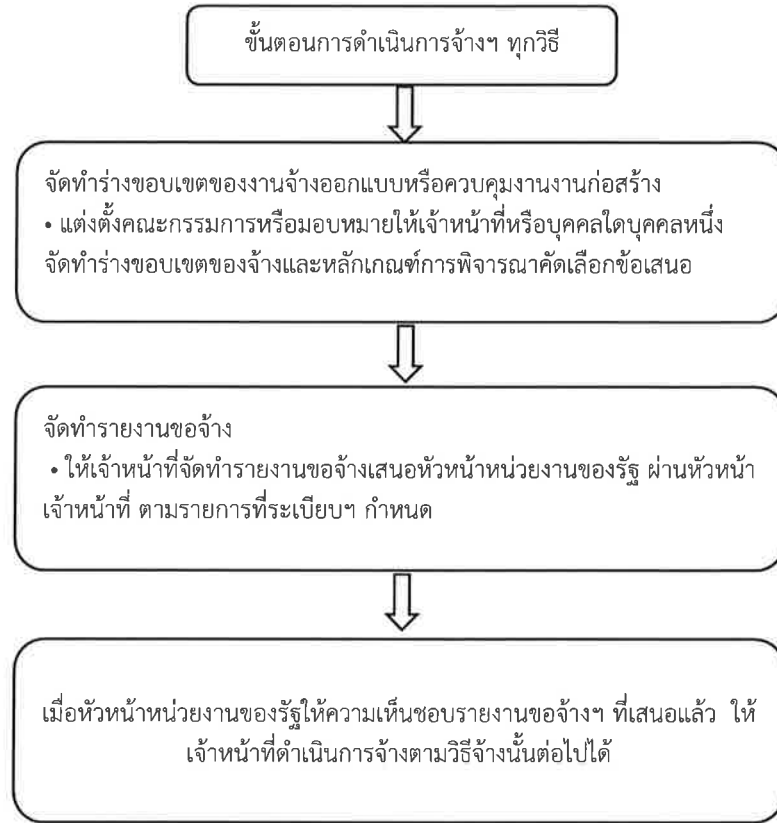 ขั้นตอนการดำเนินการจ้างฯ ทุกวิธี
จัดทำร่างขอบเขตของงานจ้างออกแบบหรือควบคุมงานงานก่อสร้าง
• แต่งตั้งคณะกรรมการหรือมอบหมายให้เจ้าหน้าที่หรือบุคคลใดบุคคลหนึ่ง
จัดทำร่างขอบเขตของจ้างและหลักเกณฑ์การพิจารณาคัดเลือกข้อเสนอ
จัดทำรายงานขอจ้าง
• ให้เจ้าหน้าที่จัดทำรายงานขอจ้างเสนอหัวหน้าหน่วยงานของรัฐ ผ่านหัวหน้า
เจ้าหน้าที่ ตามรายการที่ระเบียบฯ กำหนด
เมื่อหัวหน้าหน่วยงานของรัฐให้ความเห็นชอบรายงานขอจ้างฯ ที่เสนอแล้ว ให้
เจ้าหน้าที่ดำเนินการจ้างตามวิธีจ้างนั้นต่อไปได้